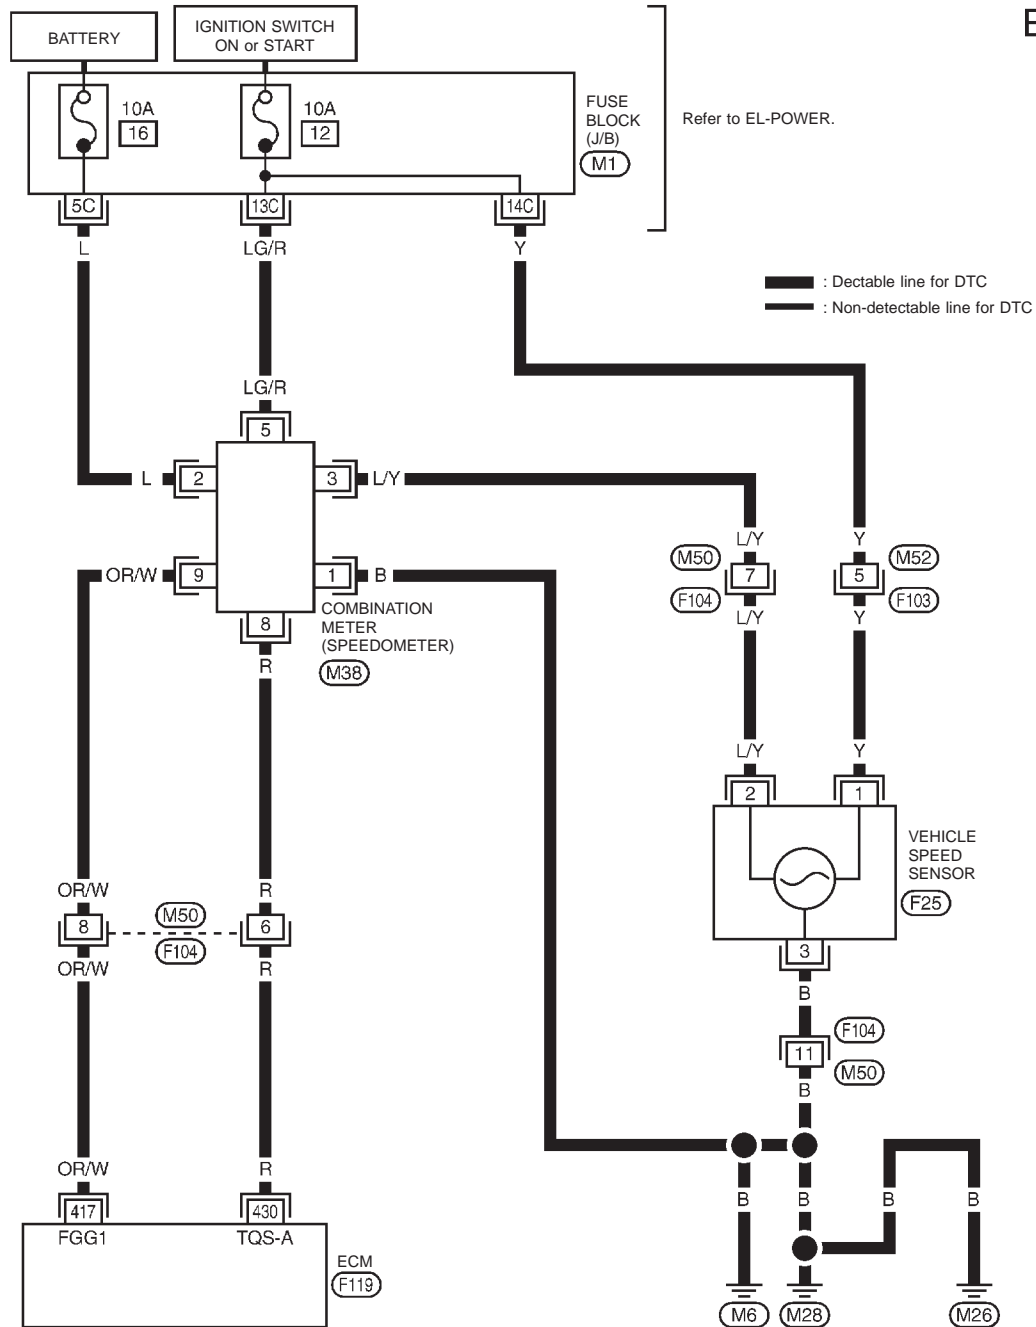 E
BATTERY
IGNITION SWITCH
ON or START
10A
16
10A
12
FUSE
BLOCK
(J/B)
M1
Refer to EL-POWER.
5C
13C
14C
L
LG/R
Y
: Dectable line for DTC
: Non-detectable line for DTC
LG/R
5
L
2
3
L/Y
OR/W
9
1
B
8
COMBINATION
METER
(SPEEDOMETER)
M38
R
L/Y
Y
M50
7
5
M52
F104
F103
L/Y
Y
L/Y
Y
2
1
VEHICLE
SPEED
SENSOR
F25
3
B
OR/W
R
8
M50
6
F104
OR/W
R
F104
11
M50
B
OR/W
R
417
430
FGG1
TQS-A
ECM
F119
B
B
B
B
M6
M28
M26